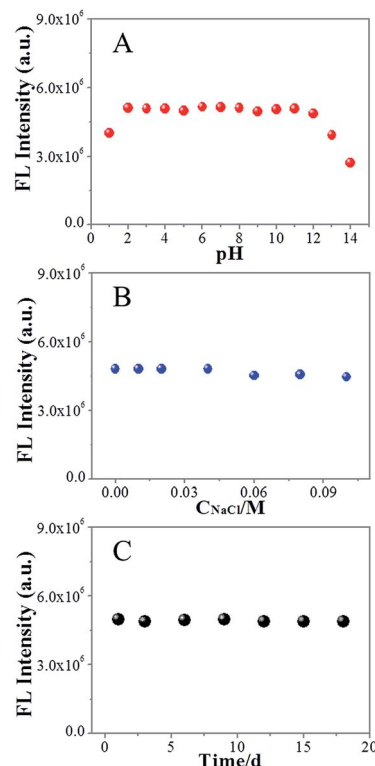 A
FL Intensity (a.u.)
9.0x10⁶
6.0x10⁶
3.0x10⁶
0.0
0 2 4 6 8 10 12 14
pH
B
FL Intensity (a.u.)
9.0x10⁶
6.0x10⁶
3.0x10⁶
0.0
0.00 0.03 0.06 0.09
CNaCl/M
C
FL Intensity (a.u.)
9.0x10⁶
6.0x10⁶
3.0x10⁶
0.0
0 5 10 15 20
Time/d